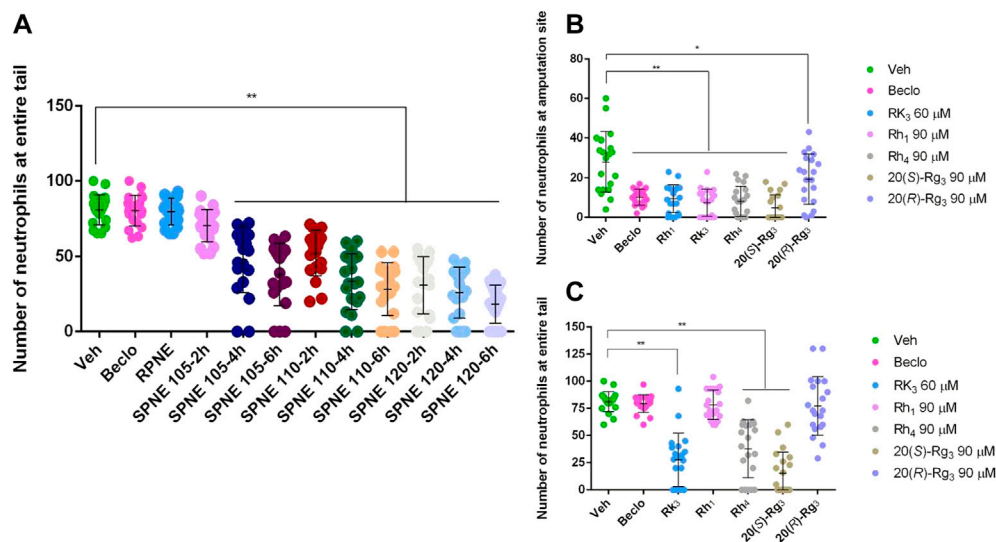 A
Number of neutrophils at entire tail
150
100
50
0
**
Veh
Beclo
RPNE
SPNE 105-2h
SPNE 105-4h
SPNE 105-6h
SPNE 110-2h
SPNE 110-4h
SPNE 110-6h
SPNE 120-2h
SPNE 120-4h
SPNE 120-6h
B
Number of neutrophils at amputation site
80
60
40
20
0
*
**
Veh
Beclo
Rh1
Rk3
Rh4
20(S)-Rg3
20(R)-Rg3
Veh
Beclo
RK3 60 μM
Rh1 90 μM
Rh4 90 μM
20(S)-Rg3 90 μM
20(R)-Rg3 90 μM
C
Number of neutrophils at entire tail
150
125
100
75
50
25
0
**
**
Veh
Beclo
Rk3
Rh1
Rh4
20(S)-Rg3
20(R)-Rg3
Veh
Beclo
RK3 60 μM
Rh1 90 μM
Rh4 90 μM
20(S)-Rg3 90 μM
20(R)-Rg3 90 μM